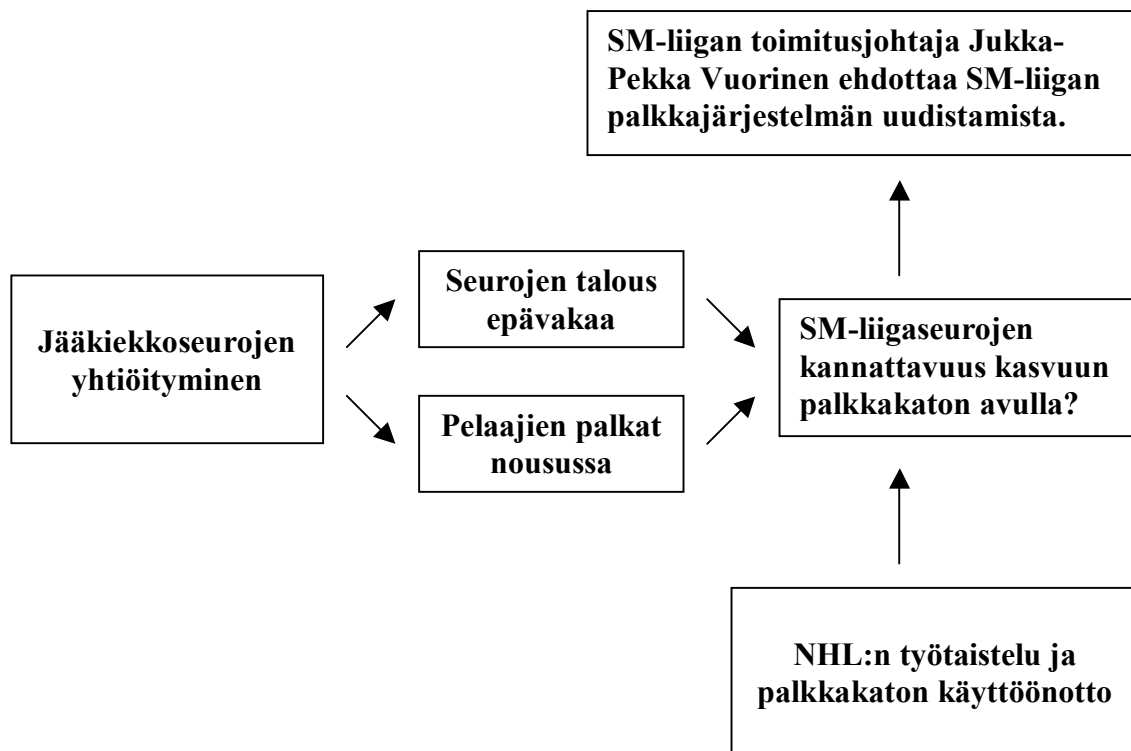 SM-liigan toimitusjohtaja Jukka-
Pekka Vuorinen ehdottaa SM-liigan
palkkajärjestelmän uudistamista.
Jääkiekkoseurojen
yhtiöityminen
Seurojen talous
epävakaa
Pelaajien palkat
nousussa
SM-liigaseurojen
kannattavuus kasvuun
palkkakaton avulla?
NHL:n työtaistelu ja
palkkakaton käyttöönotto